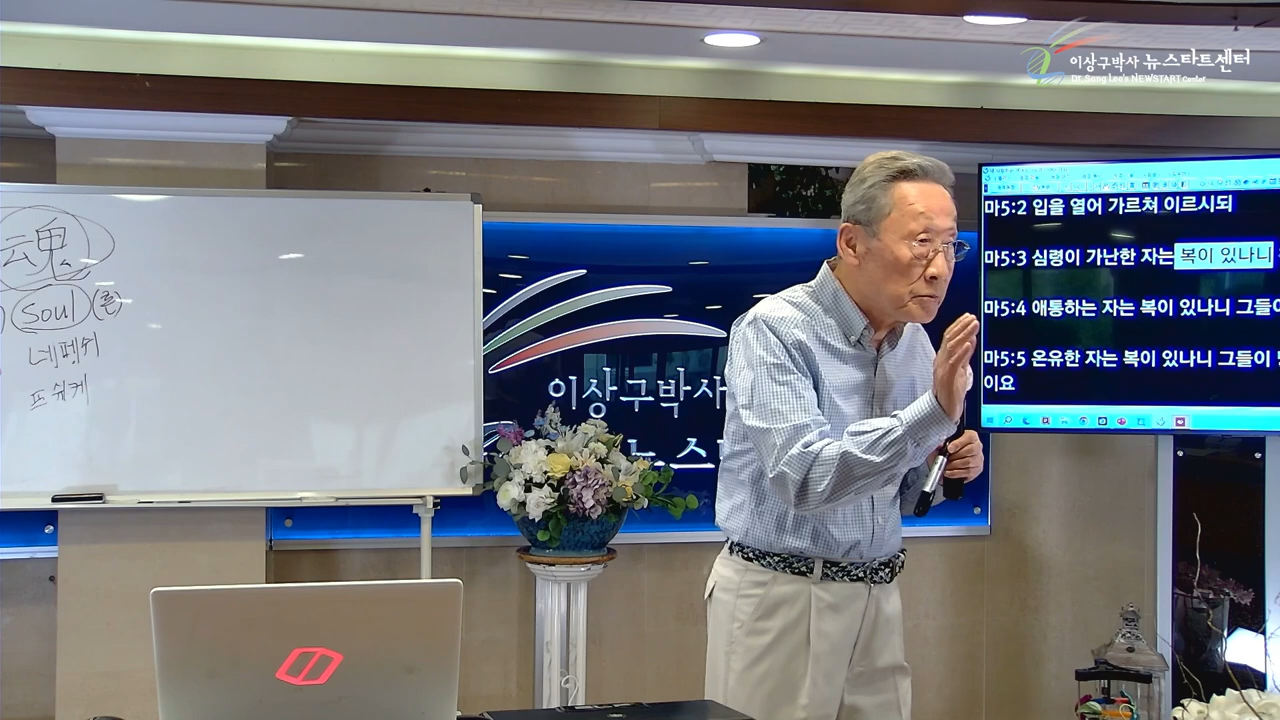 이상구박사 뉴스타트센터
Dr. Sang Lee's NEWSTART Center
魂
Soul
네페쉬
프쉬케
이상구박사
뉴스
마5:2 입을 열어 가르쳐 이르시되
마5:3 심령이 가난한 자는 복이 있나니
마5:4 애통하는 자는 복이 있나니 그들이
마5:5 온유한 자는 복이 있나니 그들이
이요